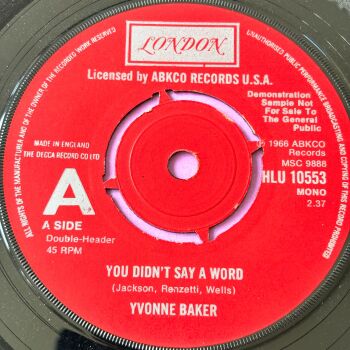 LONDON
Licensed by ABKCO RECORDS U.S.A.
Demonstration
Sample Not
For Sale To
The General
Public
MADE IN ENGLAND
THE DECCA RECORD CO LTD
℗ 1966 ABKCO
Records
MSC 9888
HLU 10553
MONO
2.37
A
A SIDE
Double-Header
45 RPM
YOU DIDN'T SAY A WORD
(Jackson, Renzetti, Wells)
YVONNE BAKER
ALL RIGHTS OF THE MANUFACTURER AND OF THE OWNER OF THE RECORDED WORK RESERVED
UNAUTHORISED PUBLIC PERFORMANCE BROADCASTING AND COPYING OF THIS RECORD PROHIBITED